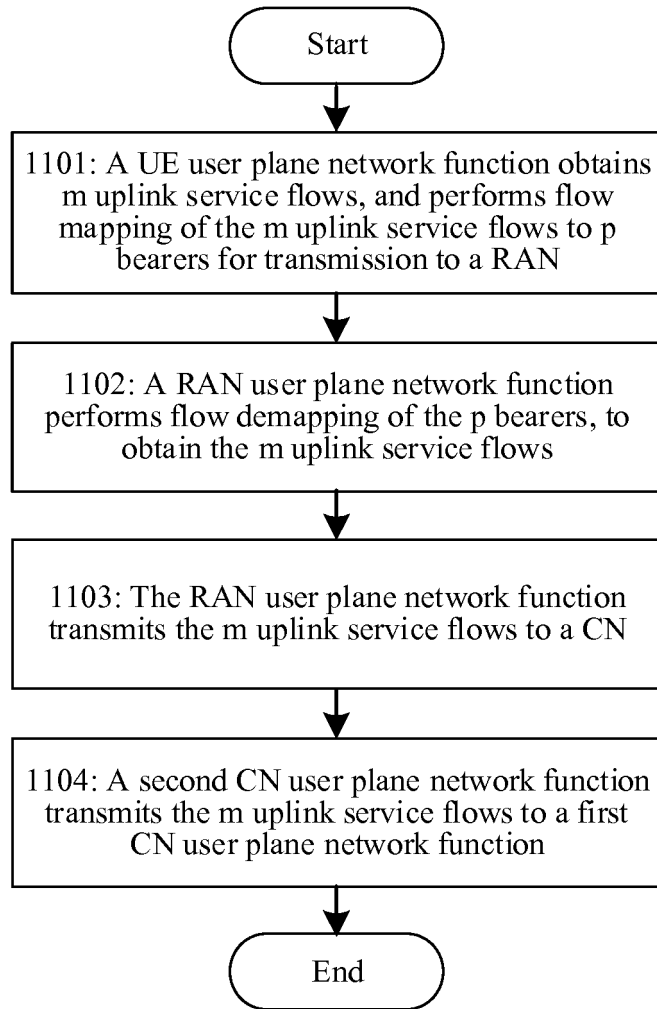 Start
1101: A UE user plane network function obtains
m uplink service flows, and performs flow
mapping of the m uplink service flows to p
bearers for transmission to a RAN
1102: A RAN user plane network function
performs flow demapping of the p bearers, to
obtain the m uplink service flows
1103: The RAN user plane network function
transmits the m uplink service flows to a CN
1104: A second CN user plane network function
transmits the m uplink service flows to a first
CN user plane network function
End